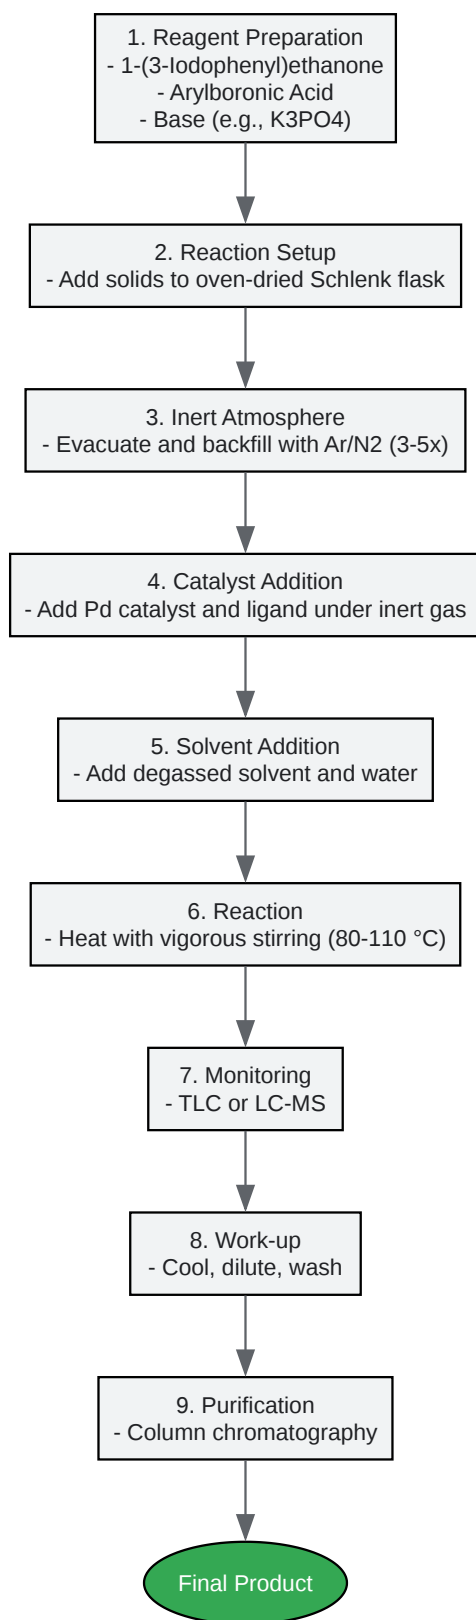 1. Reagent Preparation
- 1-(3-Iodophenyl)ethanone
- Arylboronic Acid
- Base (e.g., K3PO4)
2. Reaction Setup
- Add solids to oven-dried Schlenk flask
3. Inert Atmosphere
- Evacuate and backfill with Ar/N2 (3-5x)
4. Catalyst Addition
- Add Pd catalyst and ligand under inert gas
5. Solvent Addition
- Add degassed solvent and water
6. Reaction
- Heat with vigorous stirring (80-110 °C)
7. Monitoring
- TLC or LC-MS
8. Work-up
- Cool, dilute, wash
9. Purification
- Column chromatography
Final Product